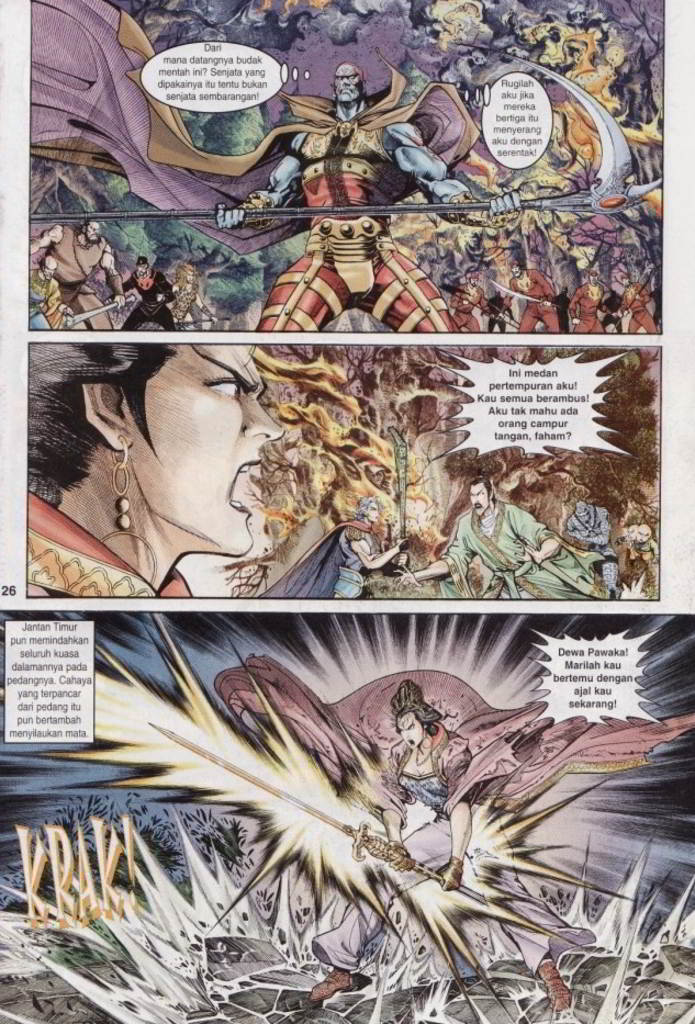 Dari
mana datangnya budak
mentah ini? Senjata yang
dipakainya itu tentu bukan
senjata sembarangan!
Rugilah
aku jika
mereka
bertiga itu
menyerang
aku dengan
serentak!
Ini medan
pertempuran aku!
Kau semua berambus!
Aku tak mahu ada
orang campur
tangan, faham?
26
Jantan Timur
pun memindahkan
seluruh kuasa
dalamannya pada
pedangnya. Cahaya
yang terpancar
dari pedang itu
pun bertambah
menyilaukan mata.
Dewa Pawaka!
Marilah kau
bertemu dengan
ajal kau
sekarang!
KRAK!